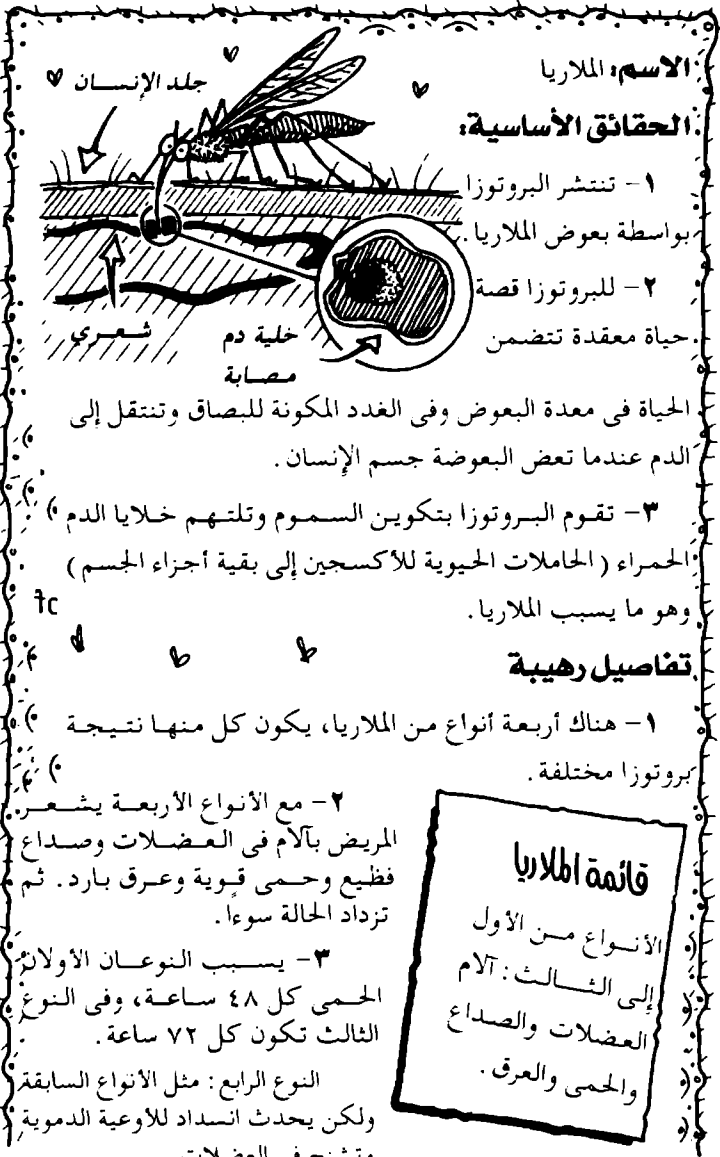 الاسم: الملاريا
الحقائق الأساسية:
جلد الإنسان
١- تنتشر البروتوزا
بواسطة بعوض الملاريا.
٢- للبروتوزا قصة
حياة معقدة تتضمن
شعري
خلية دم
مصابة
الحياة فى معدة البعوض وفى الغدد المكونة للبصاق وتنتقل إلى
الدم عندما تعض البعوضة جسم الإنسان.
٣- تقوم البروتوزا بتكوين السموم وتلتهم خلايا الدم
الحمراء (الحاملات الحيوية للأكسجين إلى بقية أجزاء الجسم)
وهو ما يسبب الملاريا.
تفاصيل رهيبة
١- هناك أربعة أنواع من الملاريا، يكون كل منها نتيجة
بروتوزا مختلفة.
٢- مع الأنواع الأربعة يشعر
المريض بآلام فى العضلات وصداع
فظيع وحمى قوية وعرق بارد. ثم
تزداد الحالة سوءًا.
٣- يسبب النوعان الأولان
الحمى كل ٤٨ ساعة، وفى النوع
الثالث تكون كل ٧٢ ساعة.
النوع الرابع: مثل الأنواع السابقة
ولكن يحدث انسداد للأوعية الدموية
وتشنج فى العضلات
قائمة الملاريا
الأنواع من الأول
إلى الثالث: آلام
العضلات والصداع
والحمى والعرق.